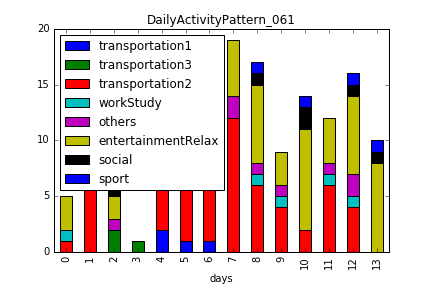 DailyActivityPattern_061
20
15
10
5
0
transportation1
transportation3
transportation2
workStudy
others
entertainmentRelax
social
sport
0 1 2 3 4 5 6 7 8 9 10 11 12 13
days